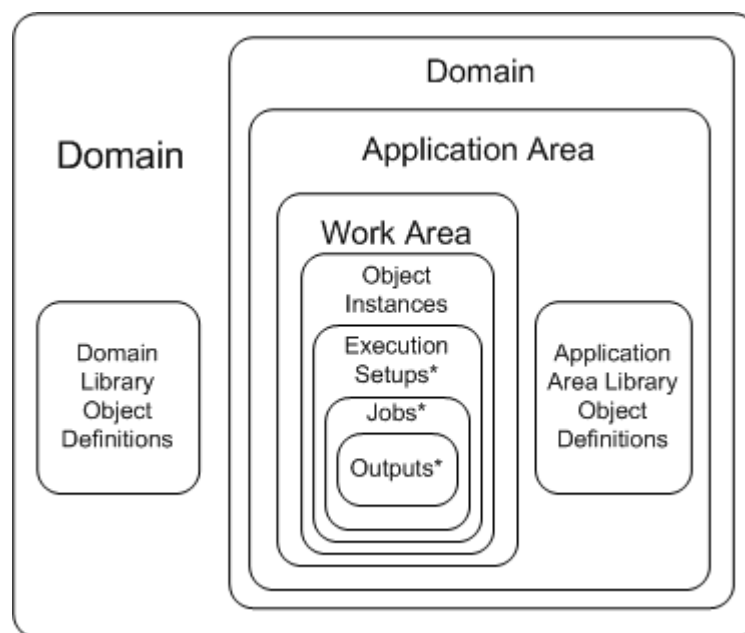 Domain
Domain
Application Area
Work Area
Object
Instances
Execution
Setups*
Jobs*
Outputs*
Domain
Library
Object
Definitions
Application
Area Library
Object
Definitions